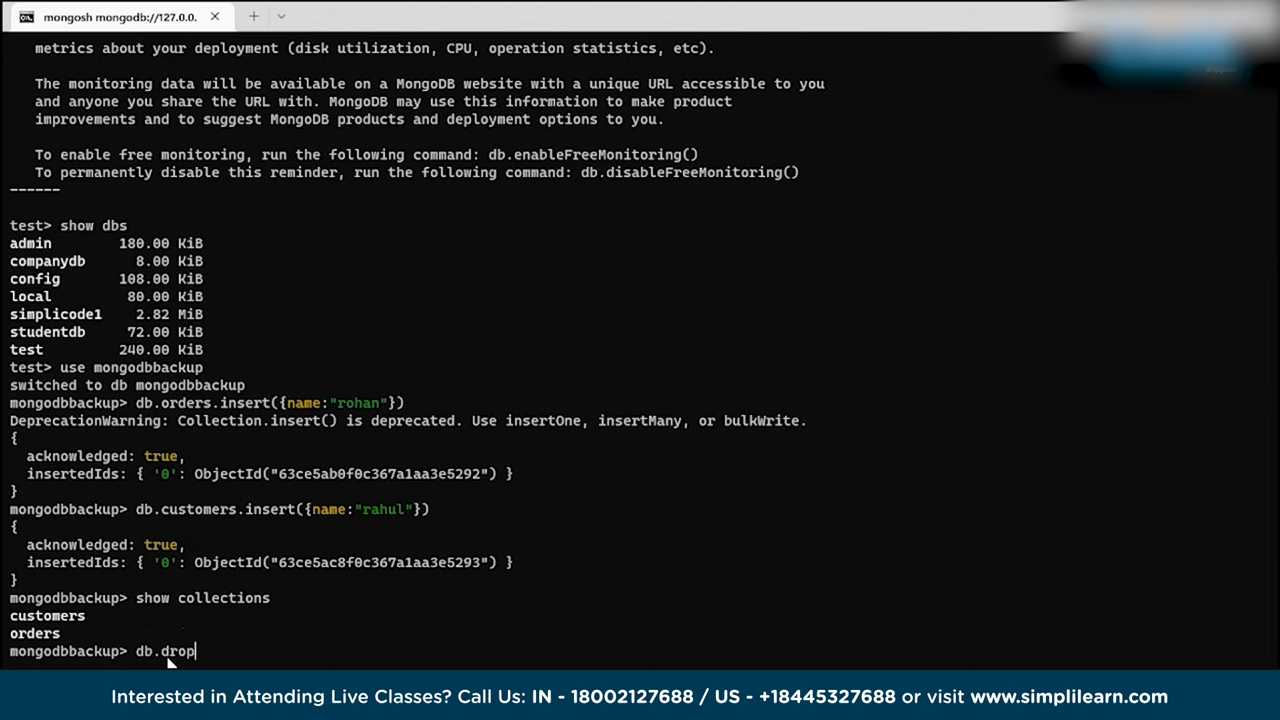 mongosh mongodb://127.0.0.
metrics about your deployment (disk utilization, CPU, operation statistics, etc).
The monitoring data will be available on a MongoDB website with a unique URL accessible to you
and anyone you share the URL with. MongoDB may use this information to make product
improvements and to suggest MongoDB products and deployment options to you.
To enable free monitoring, run the following command: db.enableFreeMonitoring()
To permanently disable this reminder, run the following command: db.disableFreeMonitoring()
------
test> show dbs
admin 180.00 KiB
companydb 8.00 KiB
config 108.00 KiB
local 80.00 KiB
simplicode1 2.82 MiB
studentdb 72.00 KiB
test 240.00 KiB
test> use mongodbbackup
switched to db mongodbbackup
mongodbbackup> db.orders.insert({name:"rohan"})
DeprecationWarning: Collection.insert() is deprecated. Use insertOne, insertMany, or bulkWrite.
{
acknowledged: true,
insertedIds: { '0': ObjectId("63ce5ab0f0c367a1aa3e5292") }
}
mongodbbackup> db.customers.insert({name:"rahul"})
{
acknowledged: true,
insertedIds: { '0': ObjectId("63ce5ac8f0c367a1aa3e5293") }
}
mongodbbackup> show collections
customers
orders
mongodbbackup> db.drop
Interested in Attending Live Classes? Call Us: IN - 18002127688 / US - +18445327688 or visit www.simplilearn.com